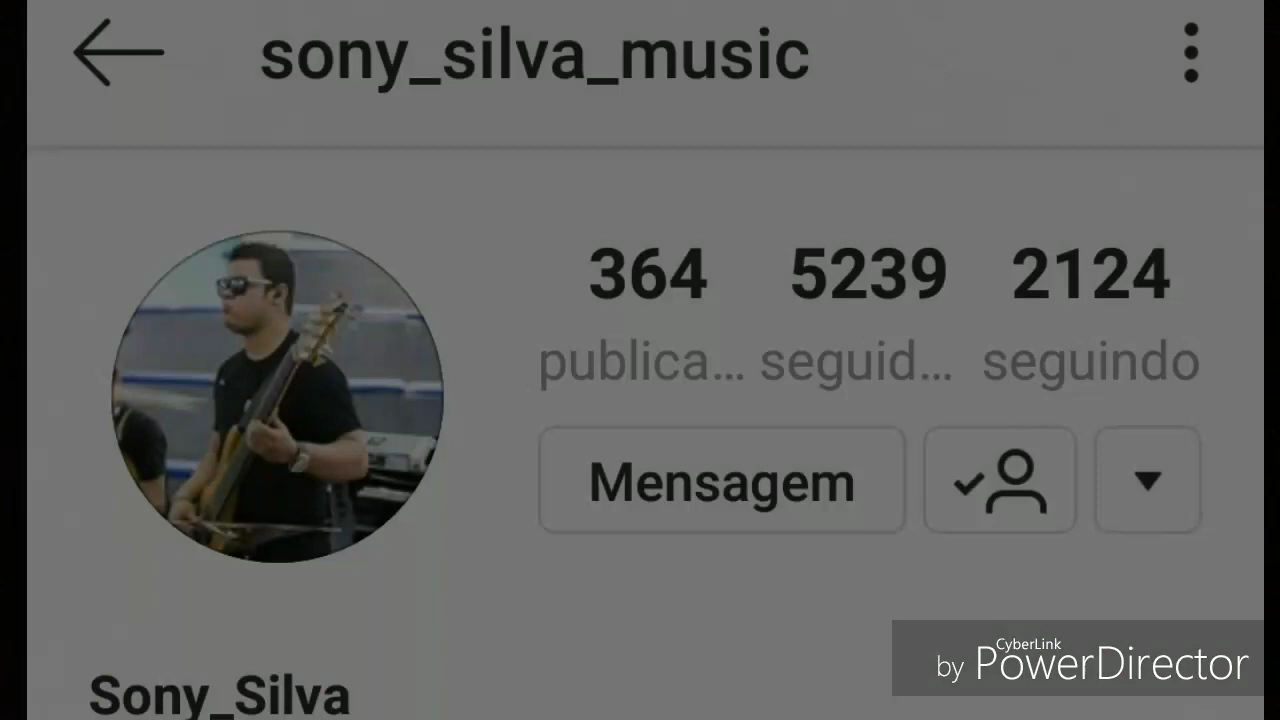 sony_silva_music
364 5239 2124
publica... seguid... seguindo
Mensagem
Sony_Silva
CyberLink
by PowerDirector